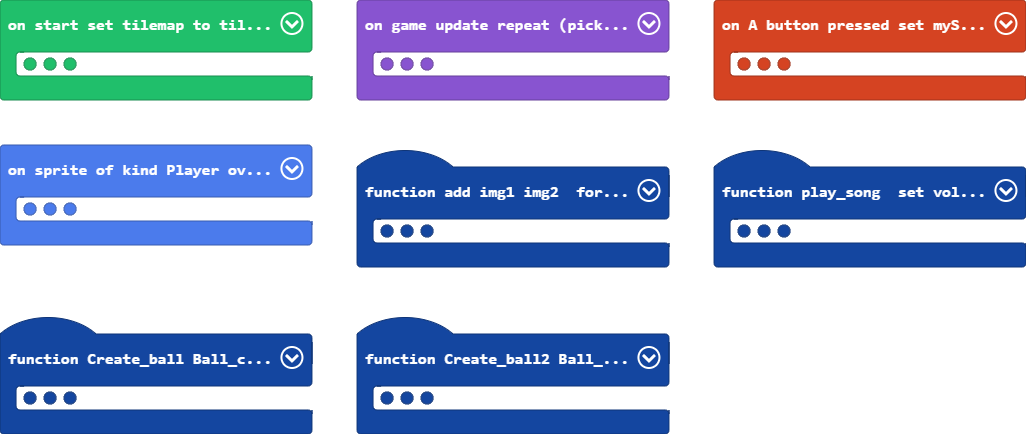 on start set tilemap to til...
on game update repeat (pick...
on A button pressed set myS...
on sprite of kind Player ov...
function add img1 img2  for...
function play_song  set vol...
function Create_ball Ball_c...
function Create_ball2 Ball_...